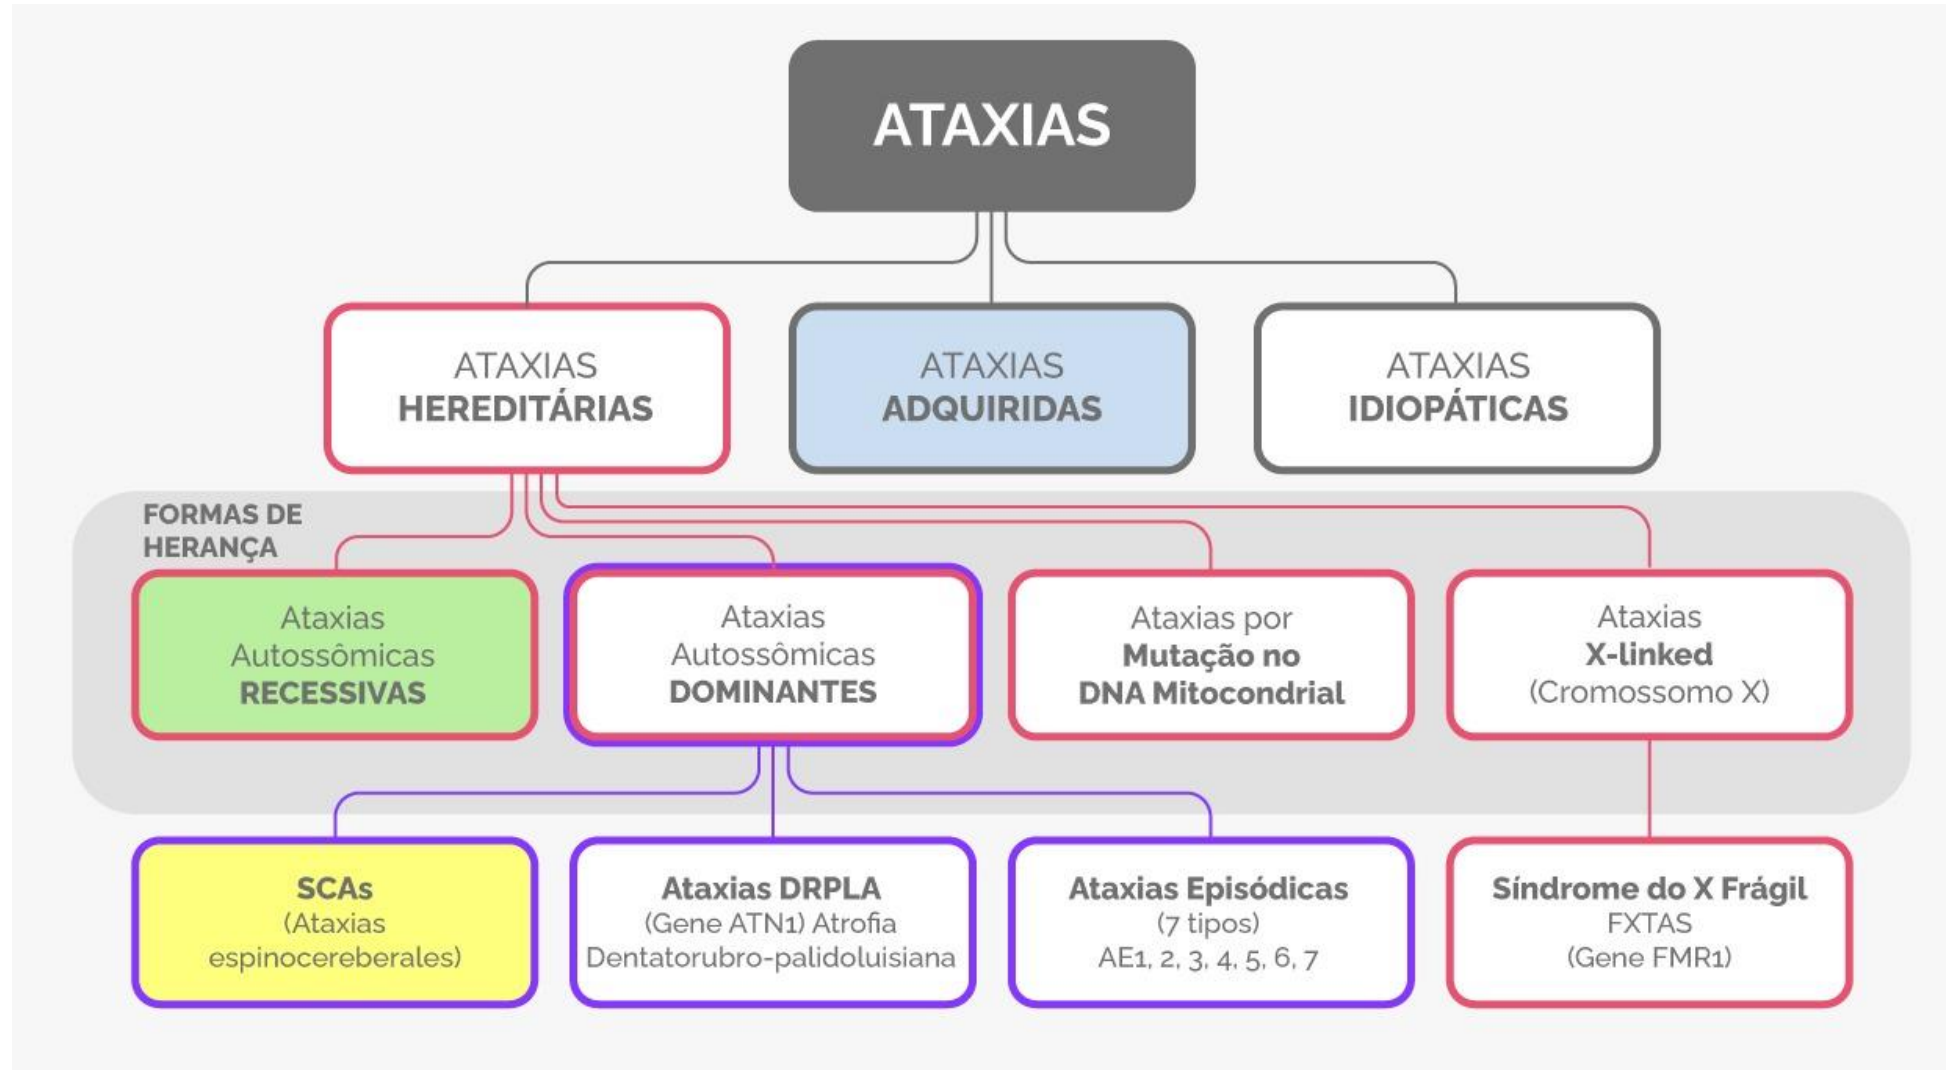 ATAXIAS
ATAXIAS
HEREDITÁRIAS
ATAXIAS
ADQUIRIDAS
ATAXIAS
IDIOPÁTICAS
FORMAS DE
HERANÇA
Ataxias
Autossômicas
RECESSIVAS
Ataxias
Autossômicas
DOMINANTES
Ataxias por
Mutação no
DNA Mitocondrial
Ataxias
X-linked
(Cromossomo X)
SCAs
(Ataxias
espinocereberales)
Ataxias DRPLA
(Gene ATN1) Atrofia
Dentatorubro-palidoluisiana
Ataxias Episódicas
(7 tipos)
AE1, 2, 3, 4, 5, 6, 7
Síndrome do X Frágil
FXTAS
(Gene FMR1)